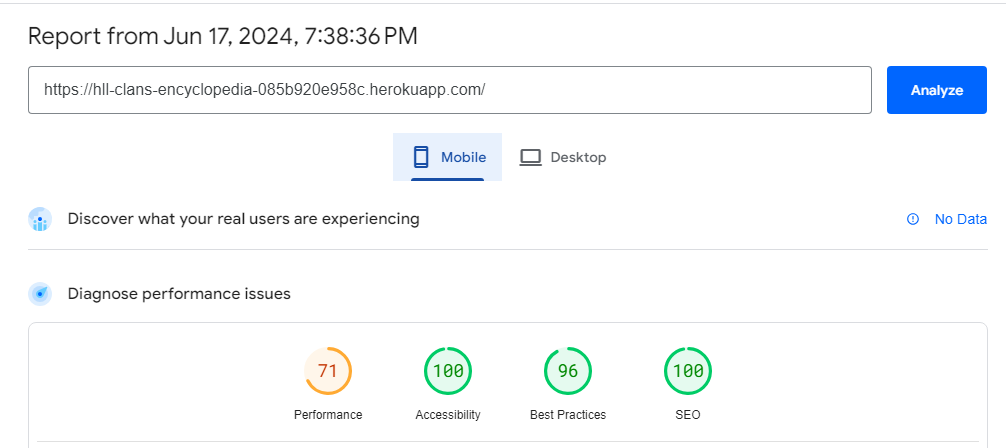 Report from Jun 17, 2024, 7:38:36 PM
https://hll-clans-encyclopedia-085b920e958c.herokuapp.com/
Analyze
Mobile
Desktop
Discover what your real users are experiencing
No Data
Diagnose performance issues
71
100
96
100
Performance
Accessibility
Best Practices
SEO